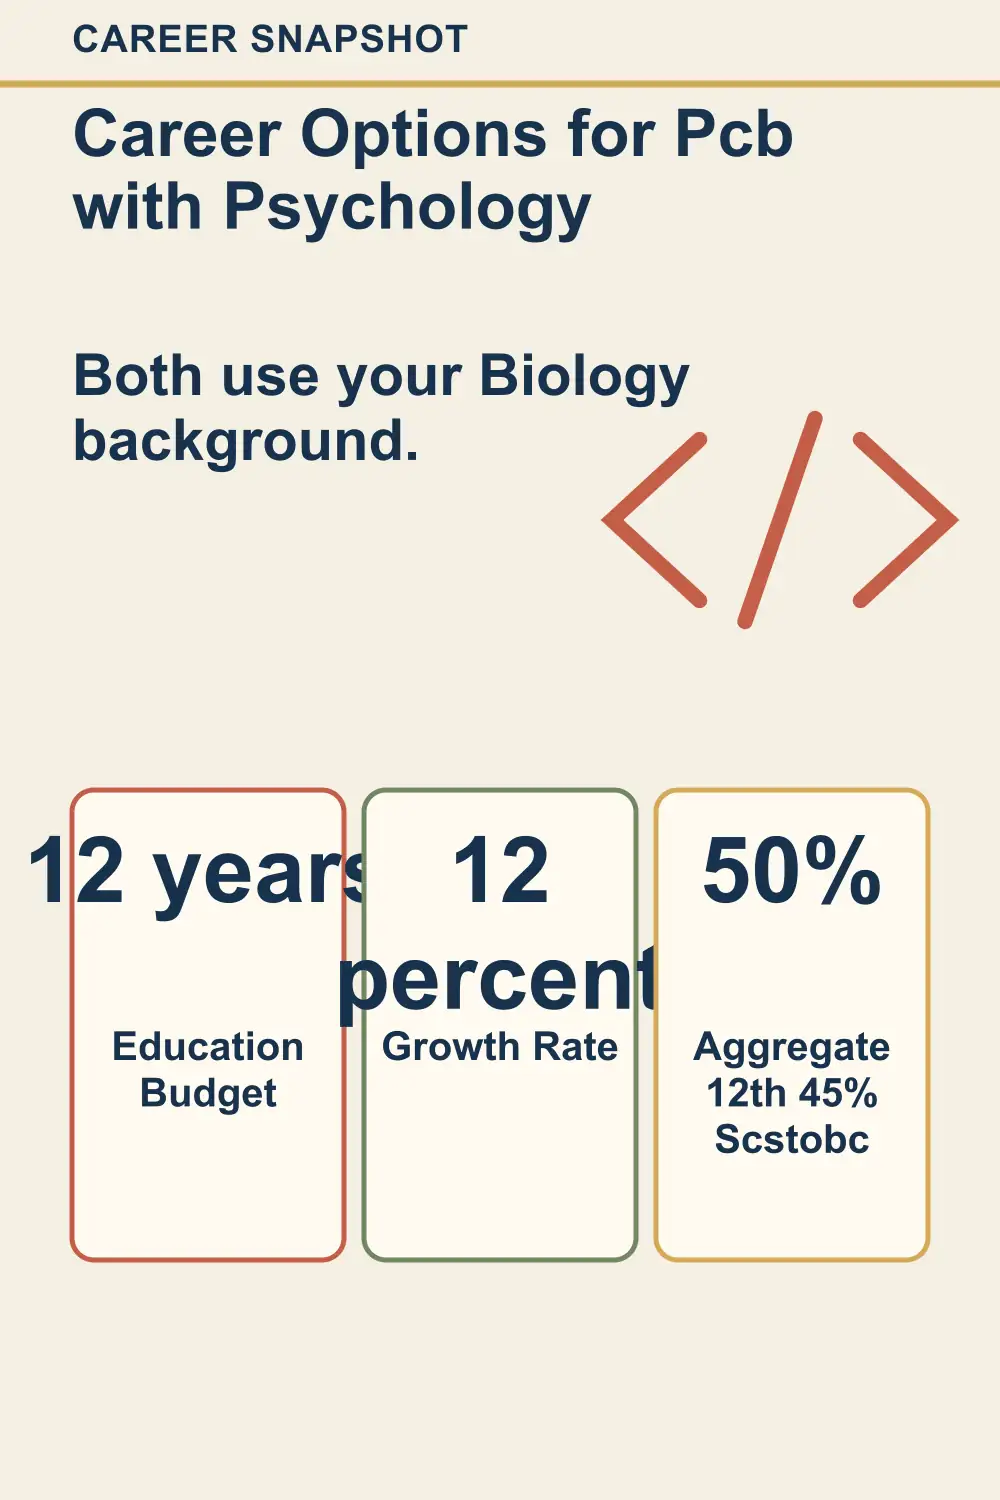 CAREER SNAPSHOT
Career Options for Pcb
with Psychology
Both use your Biology
background.
12 years
Education
Budget
12
percent
Growth Rate
50%
Aggregate
12th 45%
Scstobc